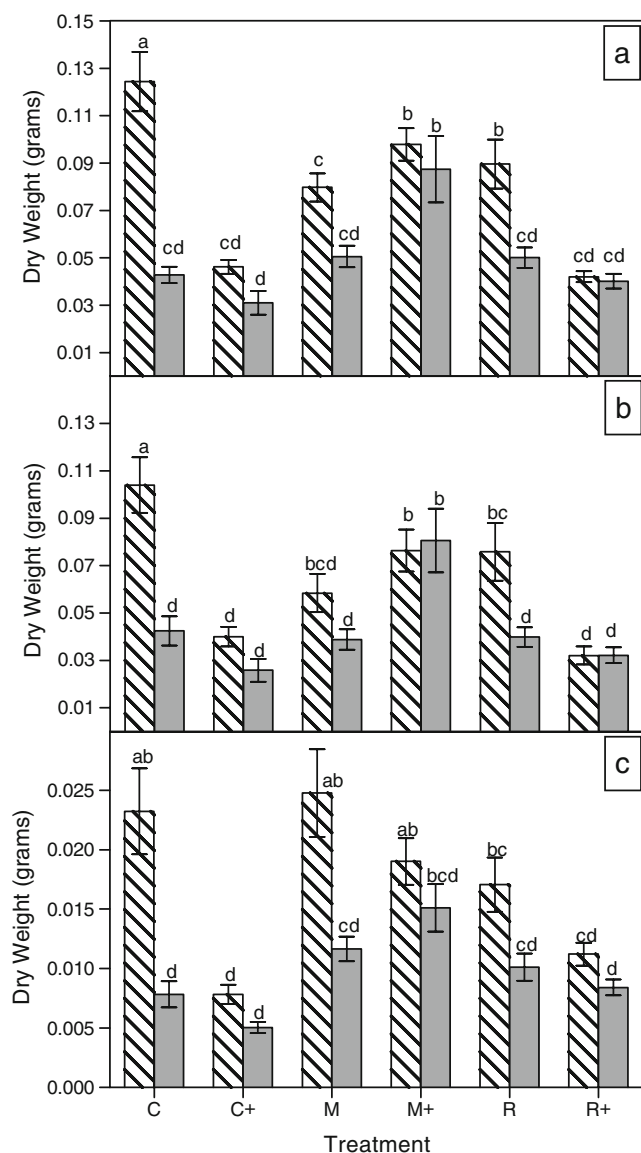 0.15
a
a
0.13
0.11
b
b
b
0.09
c
0.07
Dry Weight (grams)
cd
cd
cd
cd
cd
cd
d
0.05
0.03
0.01
b
0.13
a
0.11
b
b
bc
0.09
bcd
0.07
Dry Weight (grams)
d
d
d
d
d
d
d
0.05
0.03
0.01
c
ab
ab
0.025
ab
bc
0.020
bcd
0.015
cd
cd
cd
Dry Weight (grams)
d
d
d
d
0.010
0.005
0.000
C C+ M M+ R R+
Treatment